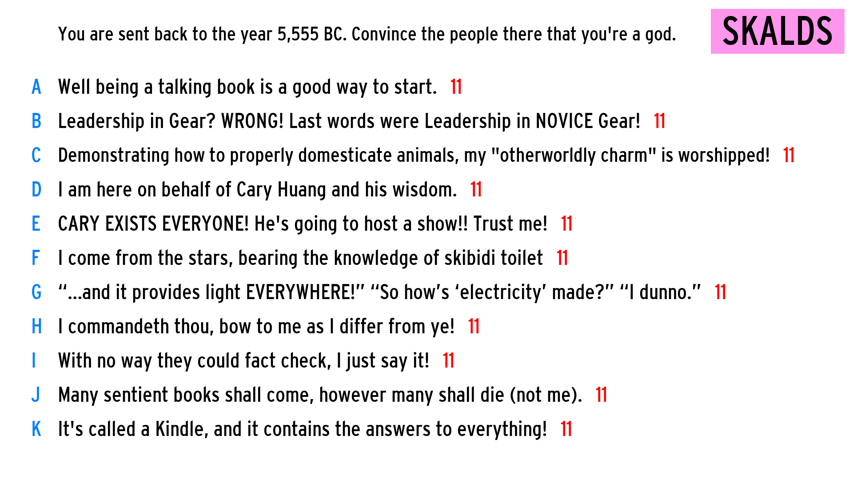 You are sent back to the year 5,555 BC. Convince the people there that you're a god.
SKALDS
A Well being a talking book is a good way to start. 11
B Leadership in Gear? WRONG! Last words were Leadership in NOVICE Gear! 11
C Demonstrating how to properly domesticate animals, my "otherworldly charm" is worshipped! 11
D I am here on behalf of Cary Huang and his wisdom. 11
E CARY EXISTS EVERYONE! He's going to host a show!! Trust me! 11
F I come from the stars, bearing the knowledge of skibidi toilet 11
G “...and it provides light EVERYWHERE!” “So how’s ‘electricity’ made?” “I dunno.” 11
H I commandeth thou, bow to me as I differ from ye! 11
I With no way they could fact check, I just say it! 11
J Many sentient books shall come, however many shall die (not me). 11
K It's called a Kindle, and it contains the answers to everything! 11